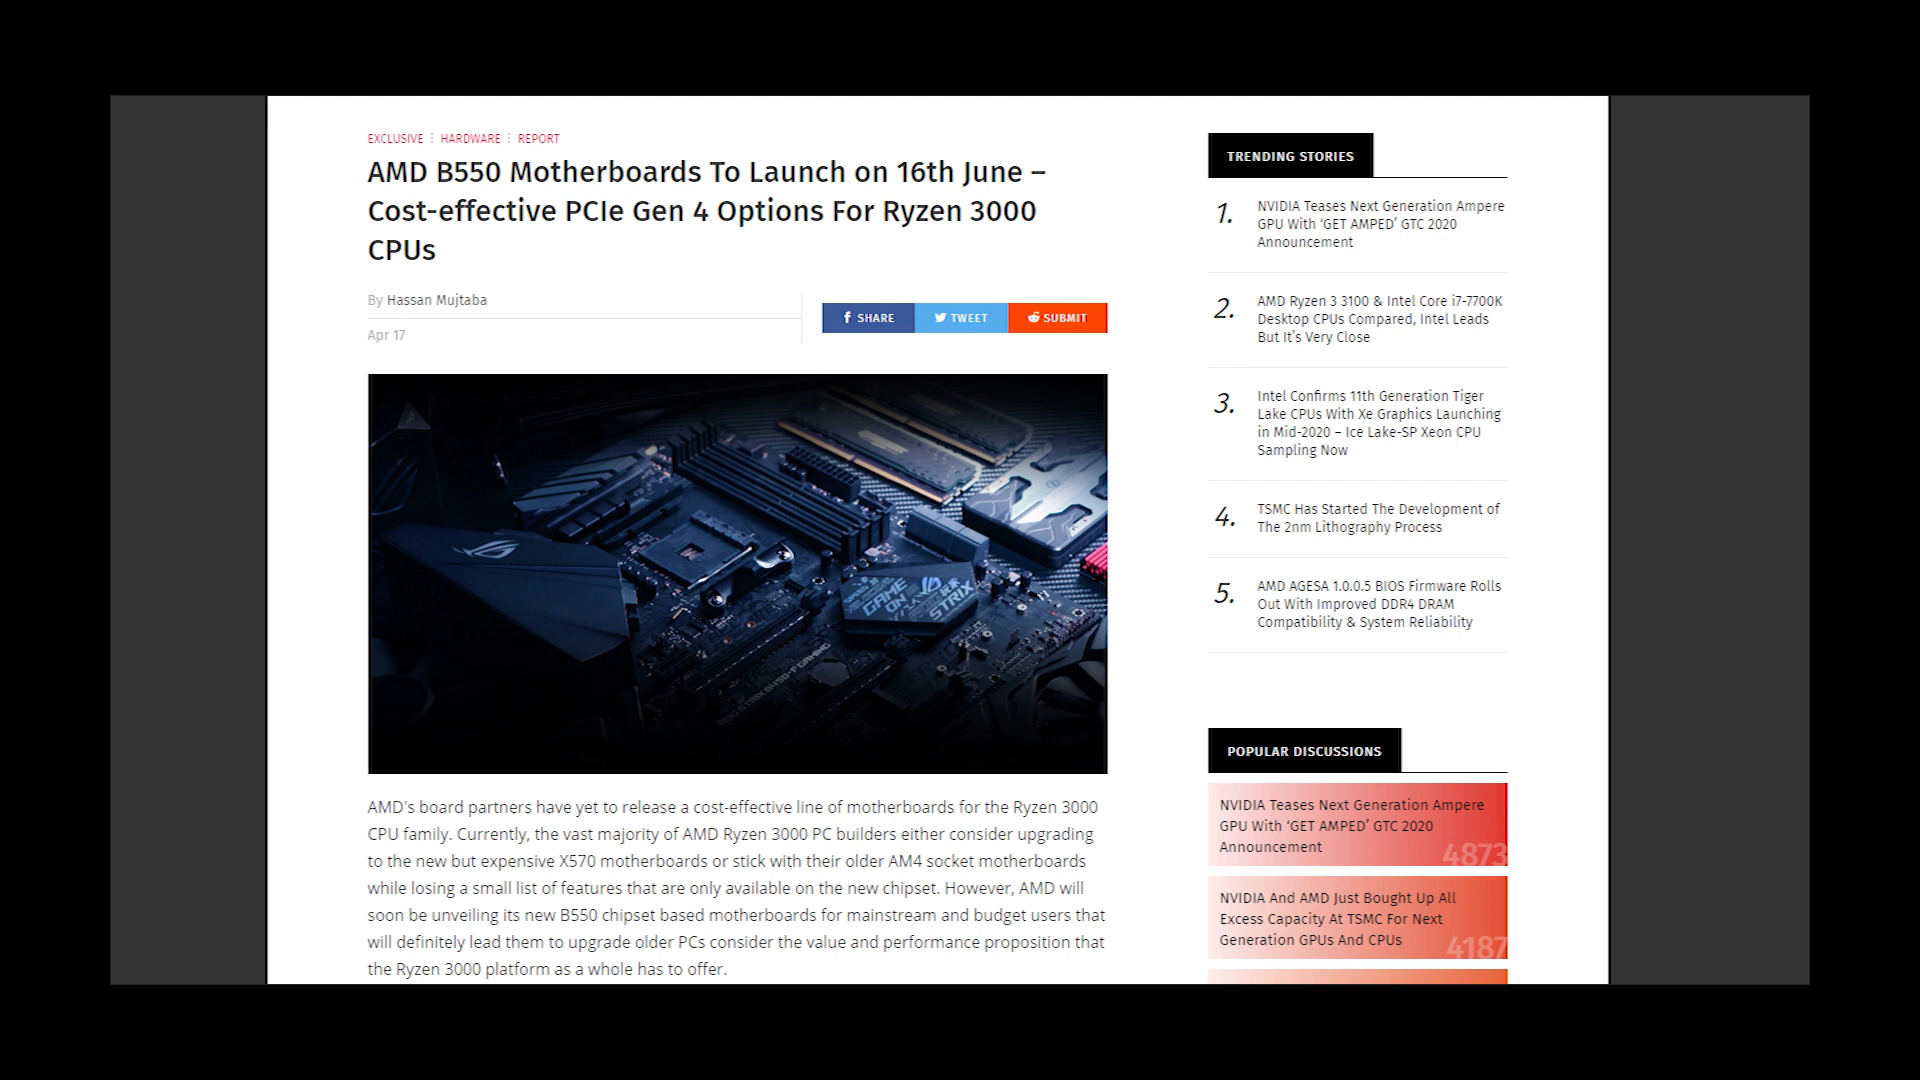 EXCLUSIVE ⋮ HARDWARE ⋮ REPORT
AMD B550 Motherboards To Launch on 16th June –
Cost-effective PCIe Gen 4 Options For Ryzen 3000
CPUs
By Hassan Mujtaba
Apr 17
SHARE
TWEET
SUBMIT
GAME
ON
STRIX
ROG STRIX B450-F GAMING
AMD's board partners have yet to release a cost-effective line of motherboards for the Ryzen 3000
CPU family. Currently, the vast majority of AMD Ryzen 3000 PC builders either consider upgrading
to the new but expensive X570 motherboards or stick with their older AM4 socket motherboards
while losing a small list of features that are only available on the new chipset. However, AMD will
soon be unveiling its new B550 chipset based motherboards for mainstream and budget users that
will definitely lead them to upgrade older PCs consider the value and performance proposition that
the Ryzen 3000 platform as a whole has to offer.
TRENDING STORIES
1.
NVIDIA Teases Next Generation Ampere
GPU With ‘GET AMPED’ GTC 2020
Announcement
2.
AMD Ryzen 3 3100 & Intel Core i7-7700K
Desktop CPUs Compared, Intel Leads
But It’s Very Close
3.
Intel Confirms 11th Generation Tiger
Lake CPUs With Xe Graphics Launching
in Mid-2020 – Ice Lake-SP Xeon CPU
Sampling Now
4.
TSMC Has Started The Development of
The 2nm Lithography Process
5.
AMD AGESA 1.0.0.5 BIOS Firmware Rolls
Out With Improved DDR4 DRAM
Compatibility & System Reliability
POPULAR DISCUSSIONS
NVIDIA Teases Next Generation Ampere
GPU With ‘GET AMPED’ GTC 2020
Announcement
4873
NVIDIA And AMD Just Bought Up All
Excess Capacity At TSMC For Next
Generation GPUs And CPUs
4187